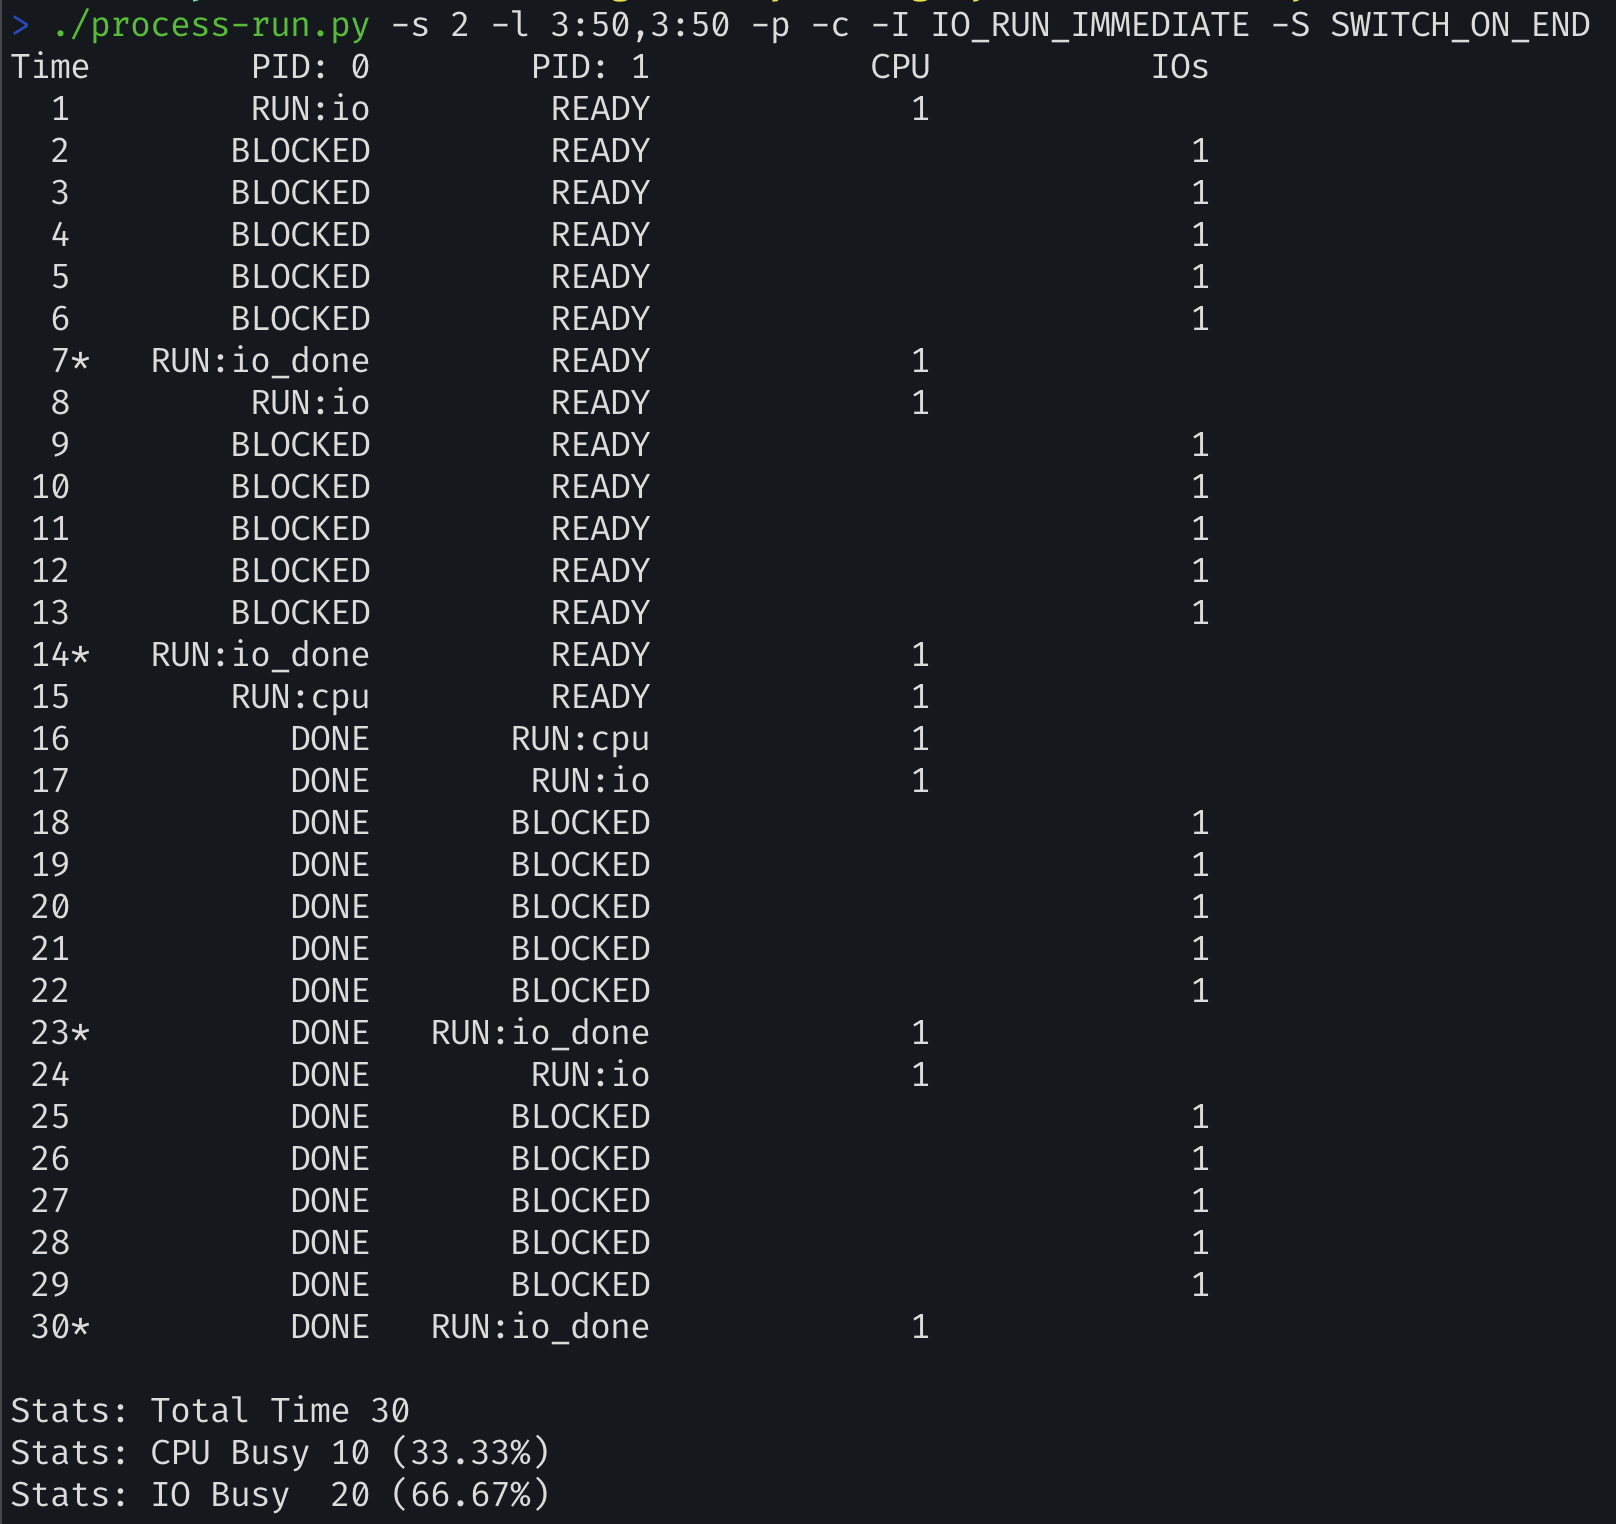 > ./process-run.py -s 2 -l 3:50,3:50 -p -c -I IO_RUN_IMMEDIATE -S SWITCH_ON_END
Time        PID: 0        PID: 1           CPU           IOs
  1         RUN:io         READY             1
  2        BLOCKED         READY                           1
  3        BLOCKED         READY                           1
  4        BLOCKED         READY                           1
  5        BLOCKED         READY                           1
  6        BLOCKED         READY                           1
  7*   RUN:io_done         READY             1
  8         RUN:io         READY             1
  9        BLOCKED         READY                           1
 10        BLOCKED         READY                           1
 11        BLOCKED         READY                           1
 12        BLOCKED         READY                           1
 13        BLOCKED         READY                           1
 14*   RUN:io_done         READY             1
 15        RUN:cpu         READY             1
 16           DONE       RUN:cpu             1
 17           DONE        RUN:io             1
 18           DONE       BLOCKED                           1
 19           DONE       BLOCKED                           1
 20           DONE       BLOCKED                           1
 21           DONE       BLOCKED                           1
 22           DONE       BLOCKED                           1
 23*          DONE   RUN:io_done             1
 24           DONE        RUN:io             1
 25           DONE       BLOCKED                           1
 26           DONE       BLOCKED                           1
 27           DONE       BLOCKED                           1
 28           DONE       BLOCKED                           1
 29           DONE       BLOCKED                           1
 30*          DONE   RUN:io_done             1
Stats: Total Time 30
Stats: CPU Busy 10 (33.33%)
Stats: IO Busy  20 (66.67%)